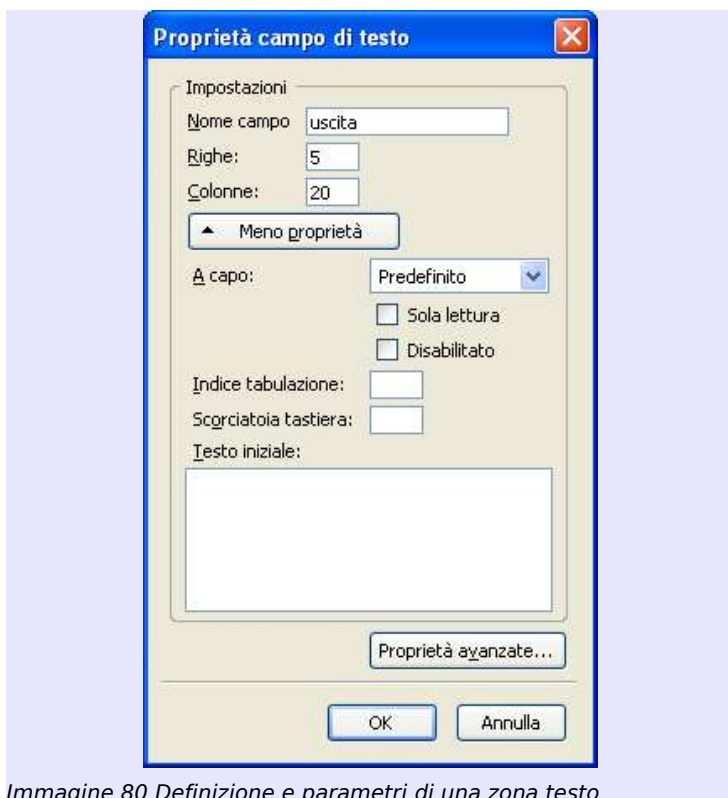 Proprietà campo di testo
Impostazioni
Nome campo uscita
Righe: 5
Colonne: 20
Meno proprietà
A capo: Predefinito
Sola lettura
Disabilitato
Indice tabulazione:
Scorciatoia tastiera:
Testo iniziale:
Proprietà avanzate...
OK Annulla
Immagine 80 Definizione e parametri di una zona testo